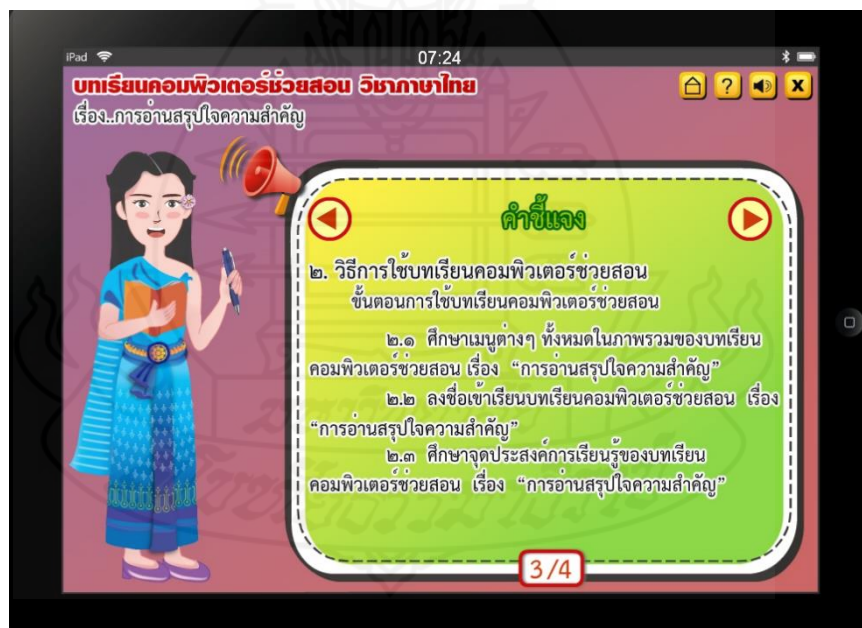 iPad 07:24
บทเรียนคอมพิวเตอร์ช่วยสอน วิชาภาษาไทย
? X
เรื่อง..การอ่านสรุปใจความสำคัญ
คำชี้แจง
๒. วิธีการใช้บทเรียนคอมพิวเตอร์ช่วยสอน
ขั้นตอนการใช้บทเรียนคอมพิวเตอร์ช่วยสอน
๒.๑ ศึกษาเมนูต่างๆ ทั้งหมดในภาพรวมของบทเรียน
คอมพิวเตอร์ช่วยสอน เรื่อง “การอ่านสรุปใจความสำคัญ”
๒.๒ ลงชื่อเข้าเรียนบทเรียนคอมพิวเตอร์ช่วยสอน เรื่อง
“การอ่านสรุปใจความสำคัญ”
๒.๓ ศึกษาจุดประสงค์การเรียนรู้ของบทเรียน
คอมพิวเตอร์ช่วยสอน เรื่อง “การอ่านสรุปใจความสำคัญ”
3/4